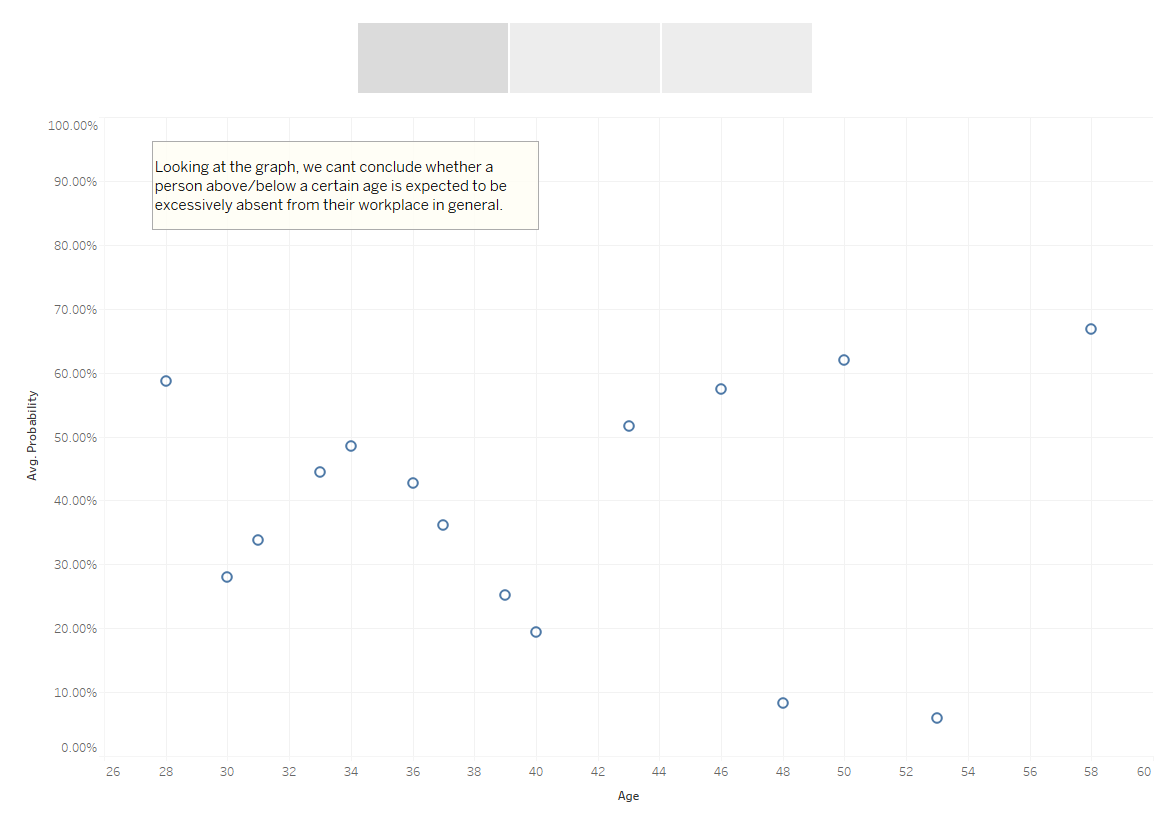 100.00%
Looking at the graph, we cant conclude whether a
person above/below a certain age is expected to be
excessively absent from their workplace in general.
90.00%
80.00%
70.00%
60.00%
50.00%
40.00%
30.00%
20.00%
10.00%
0.00%
Avg. Probability
26 28 30 32 34 36 38 40 42 44 46 48 50 52 54 56 58 60
Age